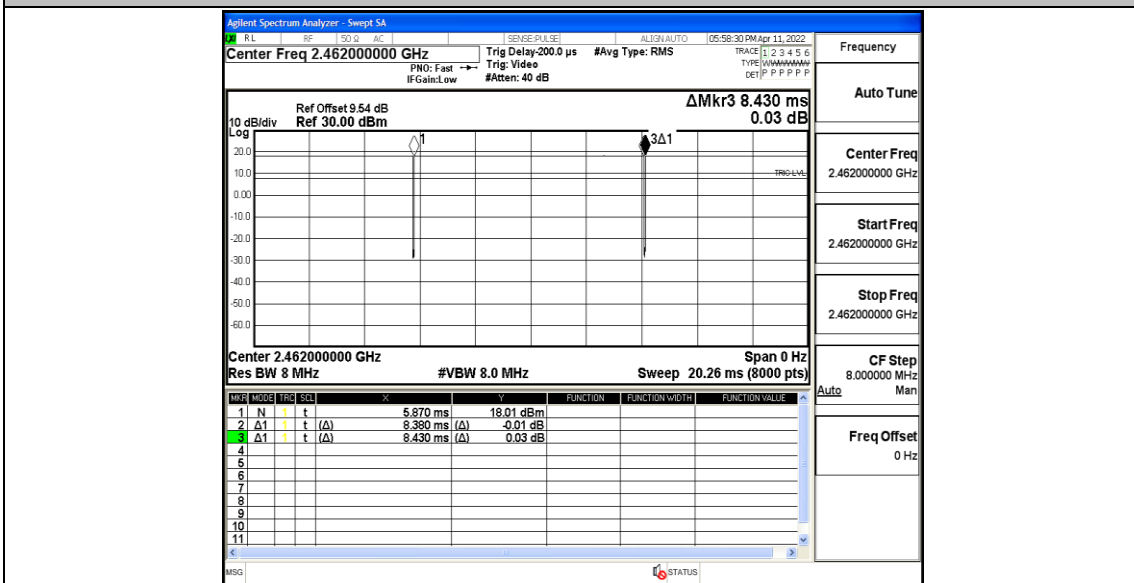 Agilent Spectrum Analyzer - Swept SA
RL RF 50 Ω AC SENSE:PULSE ALIGN AUTO 05:58:30 PM Apr 11, 2022
Center Freq 2.462000000 GHz
PNO: Fast
IFGain:Low
Trig Delay-200.0 µs
Trig: Video
#Atten: 40 dB
#Avg Type: RMS
TRACE 1 2 3 4 5 6
TYPE WWWWWW
DET P P P P P P
Ref Offset 9.54 dB
10 dB/div Ref 30.00 dBm
Log
ΔMkr3 8.430 ms
0.03 dB
20.0
10.0
0.00
-10.0
-20.0
-30.0
-40.0
-50.0
-60.0
1
3Δ1
TRIG LVL
Center 2.462000000 GHz Span 0 Hz
Res BW 8 MHz #VBW 8.0 MHz Sweep 20.26 ms (8000 pts)
MKR MODE TRC SCL X Y FUNCTION FUNCTION WIDTH FUNCTION VALUE
1 N 1 t 5.870 ms 18.01 dBm
2 Δ1 1 t (Δ) 8.380 ms (Δ) -0.01 dB
3 Δ1 1 t (Δ) 8.430 ms (Δ) 0.03 dB
4
5
6
7
8
9
10
11
MSG STATUS
Frequency
Auto Tune
Center Freq
2.462000000 GHz
Start Freq
2.462000000 GHz
Stop Freq
2.462000000 GHz
CF Step
8.000000 MHz
Auto Man
Freq Offset
0 Hz